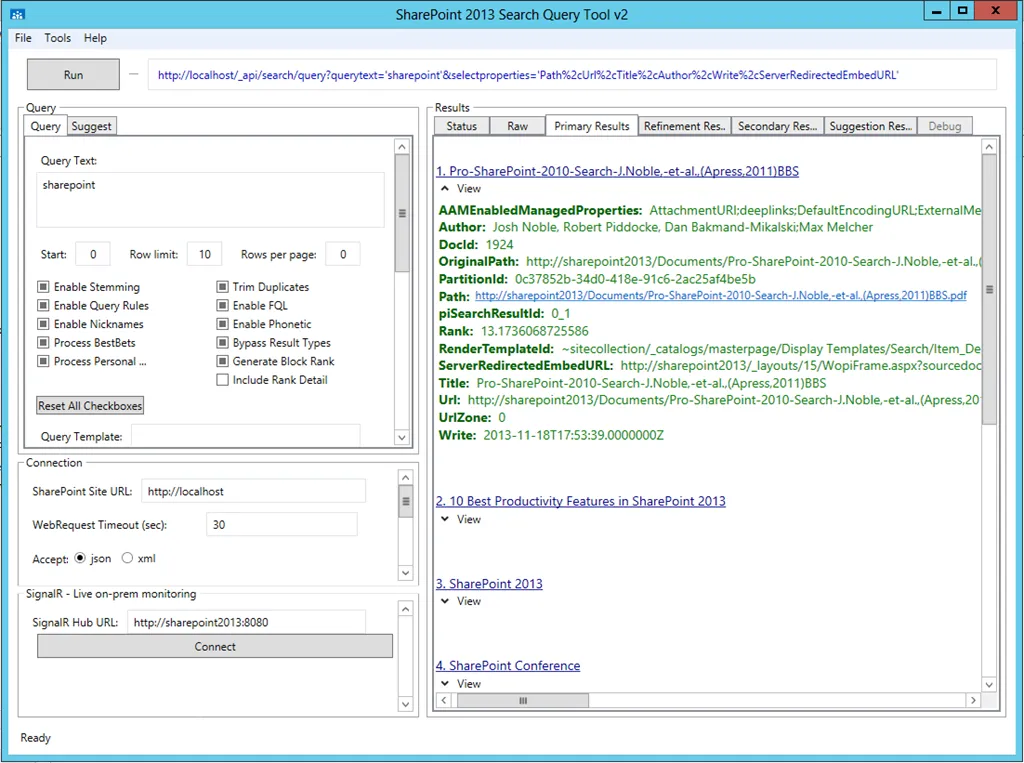 SharePoint 2013 Search Query Tool v2
File Tools Help
Run
http://localhost/_api/search/query?querytext='sharepoint'&selectproperties='Path%2cUrl%2cTitle%2cAuthor%2cWrite%2cServerRedirectedEmbedURL'
Query
Query Suggest
Query Text:
sharepoint
Start: 0 Row limit: 10 Rows per page: 0
Enable Stemming Trim Duplicates
Enable Query Rules Enable FQL
Enable Nicknames Enable Phonetic
Process BestBets Bypass Result Types
Process Personal ... Generate Block Rank
Include Rank Detail
Reset All Checkboxes
Query Template:
Connection
SharePoint Site URL: http://localhost
WebRequest Timeout (sec): 30
Accept: json xml
SignalR - Live on-prem monitoring
SignalR Hub URL: http://sharepoint2013:8080
Connect
Results
Status Raw Primary Results Refinement Res.. Secondary Res... Suggestion Res... Debug
1. Pro-SharePoint-2010-Search-J.Noble,-et-al.,(Apress,2011)BBS
View
AAMEnabledManagedProperties: AttachmentURI;deeplinks;DefaultEncodingURL;ExternalMe
Author: Josh Noble, Robert Piddocke, Dan Bakmand-Mikalski;Max Melcher
DocId: 1924
OriginalPath: http://sharepoint2013/Documents/Pro-SharePoint-2010-Search-J.Noble,-et-al.,(
PartitionId: 0c37852b-34d0-418e-91c6-2ac25af4be5b
Path: http://sharepoint2013/Documents/Pro-SharePoint-2010-Search-J.Noble,-et-al.,(Apress,2011)BBS.pdf
piSearchResultId: 0_1
Rank: 13.1736068725586
RenderTemplateId: ~sitecollection/_catalogs/masterpage/Display Templates/Search/Item_De
ServerRedirectedEmbedURL: http://sharepoint2013/_layouts/15/WopiFrame.aspx?sourcedoc
Title: Pro-SharePoint-2010-Search-J.Noble,-et-al.,(Apress,2011)BBS
Url: http://sharepoint2013/Documents/Pro-SharePoint-2010-Search-J.Noble,-et-al.,(Apress,201
UrlZone: 0
Write: 2013-11-18T17:53:39.0000000Z
2. 10 Best Productivity Features in SharePoint 2013
View
3. SharePoint 2013
View
4. SharePoint Conference
View
Ready